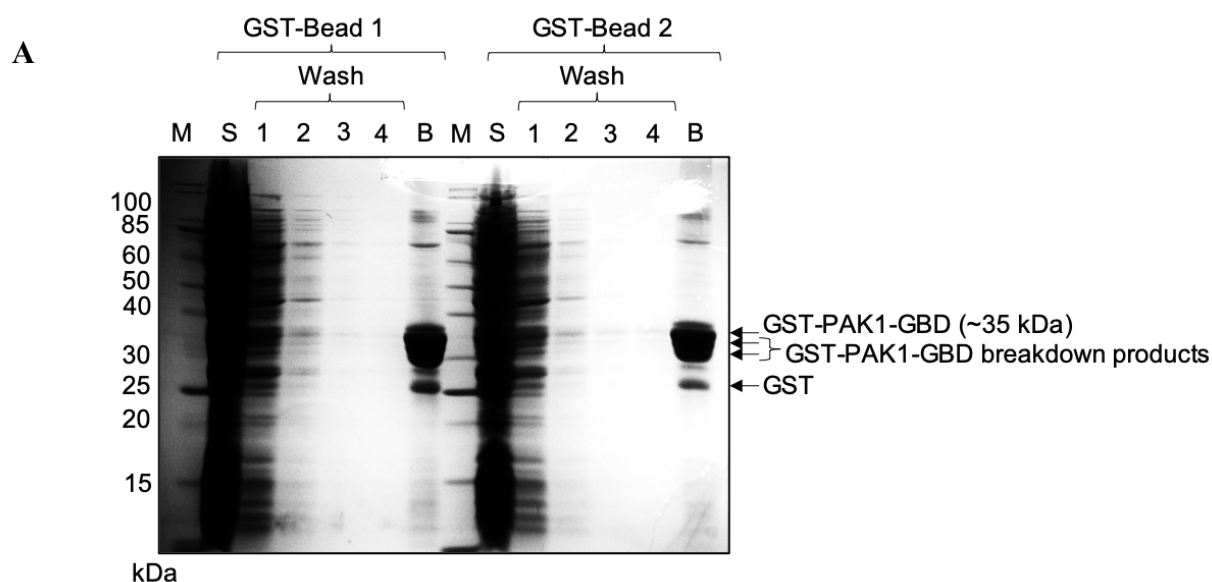 A
GST-Bead 1 GST-Bead 2
Wash Wash
M S 1 2 3 4 B M S 1 2 3 4 B
100
85
60
50
40
GST-PAK1-GBD (~35 kDa)
30 GST-PAK1-GBD breakdown products
25 GST
20
15
kDa